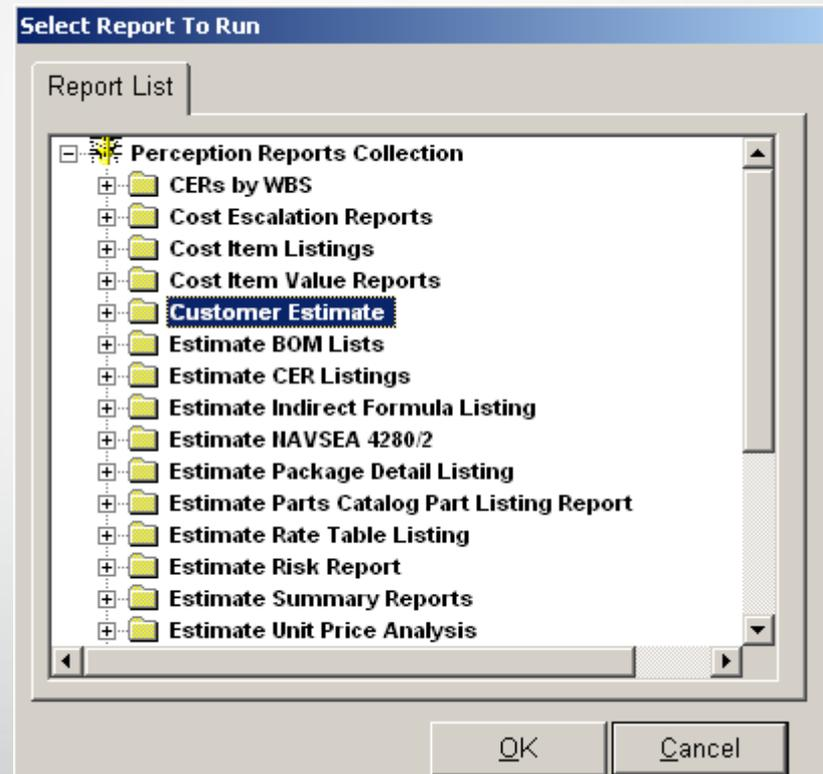 Select Report To Run
Report List
Perception Reports Collection
CERs by WBS
Cost Escalation Reports
Cost Item Listings
Cost Item Value Reports
Customer Estimate
Estimate BOM Lists
Estimate CER Listings
Estimate Indirect Formula Listing
Estimate NAVSEA 4280/2
Estimate Package Detail Listing
Estimate Parts Catalog Part Listing Report
Estimate Rate Table Listing
Estimate Risk Report
Estimate Summary Reports
Estimate Unit Price Analysis
OK
Cancel